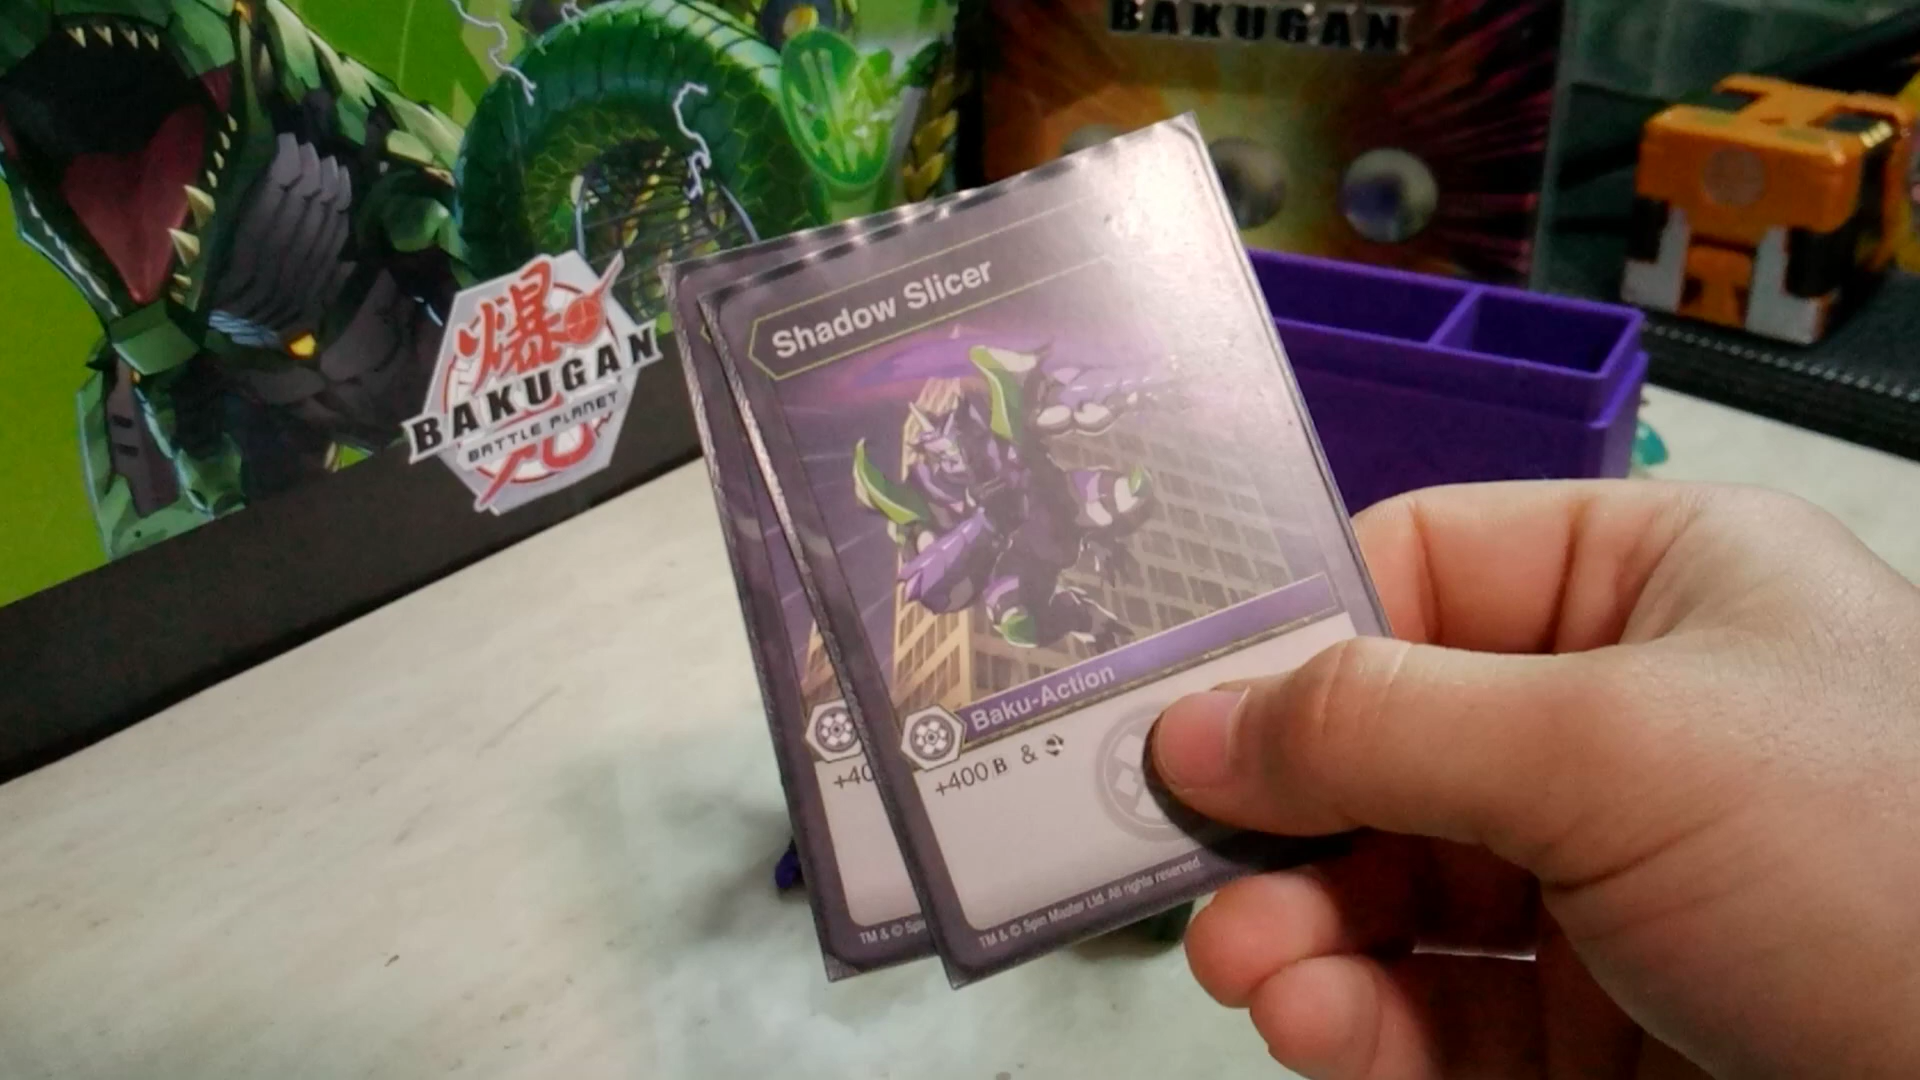 BAKUGAN
爆
BAKUGAN
BATTLE PLANET
Shadow Slicer
Baku-Action
+40
+400 B &
TM & © Spin Master Ltd. All rights reserved.
TM & © Spin